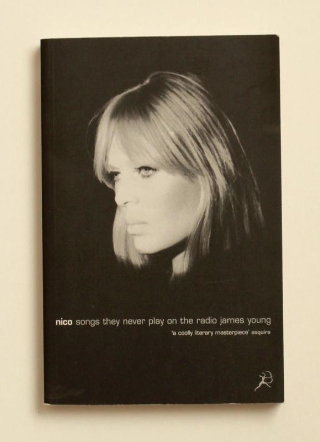 nico songs they never play on the radio james young
'a coolly literary masterpiece' esquire